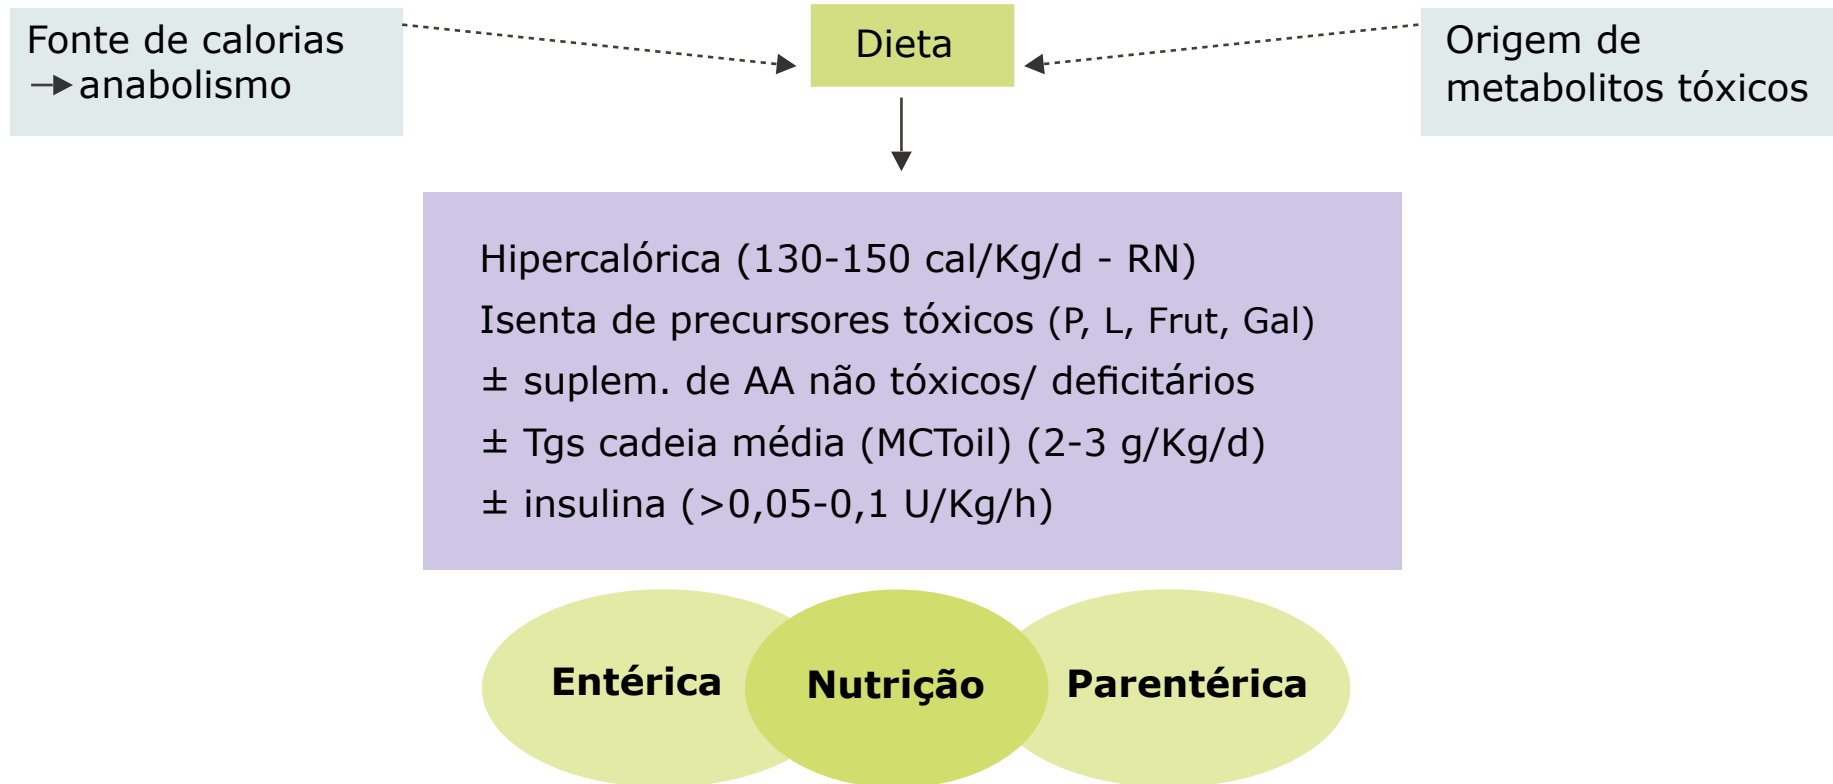 Fonte de calorias
→ anabolismo
Dieta
Origem de
metabolitos tóxicos
Hipercalórica (130-150 cal/Kg/d - RN)
Isenta de precursores tóxicos (P, L, Frut, Gal)
± suplem. de AA não tóxicos/ deficitários
± Tgs cadeia média (MCToil) (2-3 g/Kg/d)
± insulina (>0,05-0,1 U/Kg/h)
Entérica
Nutrição
Parentérica